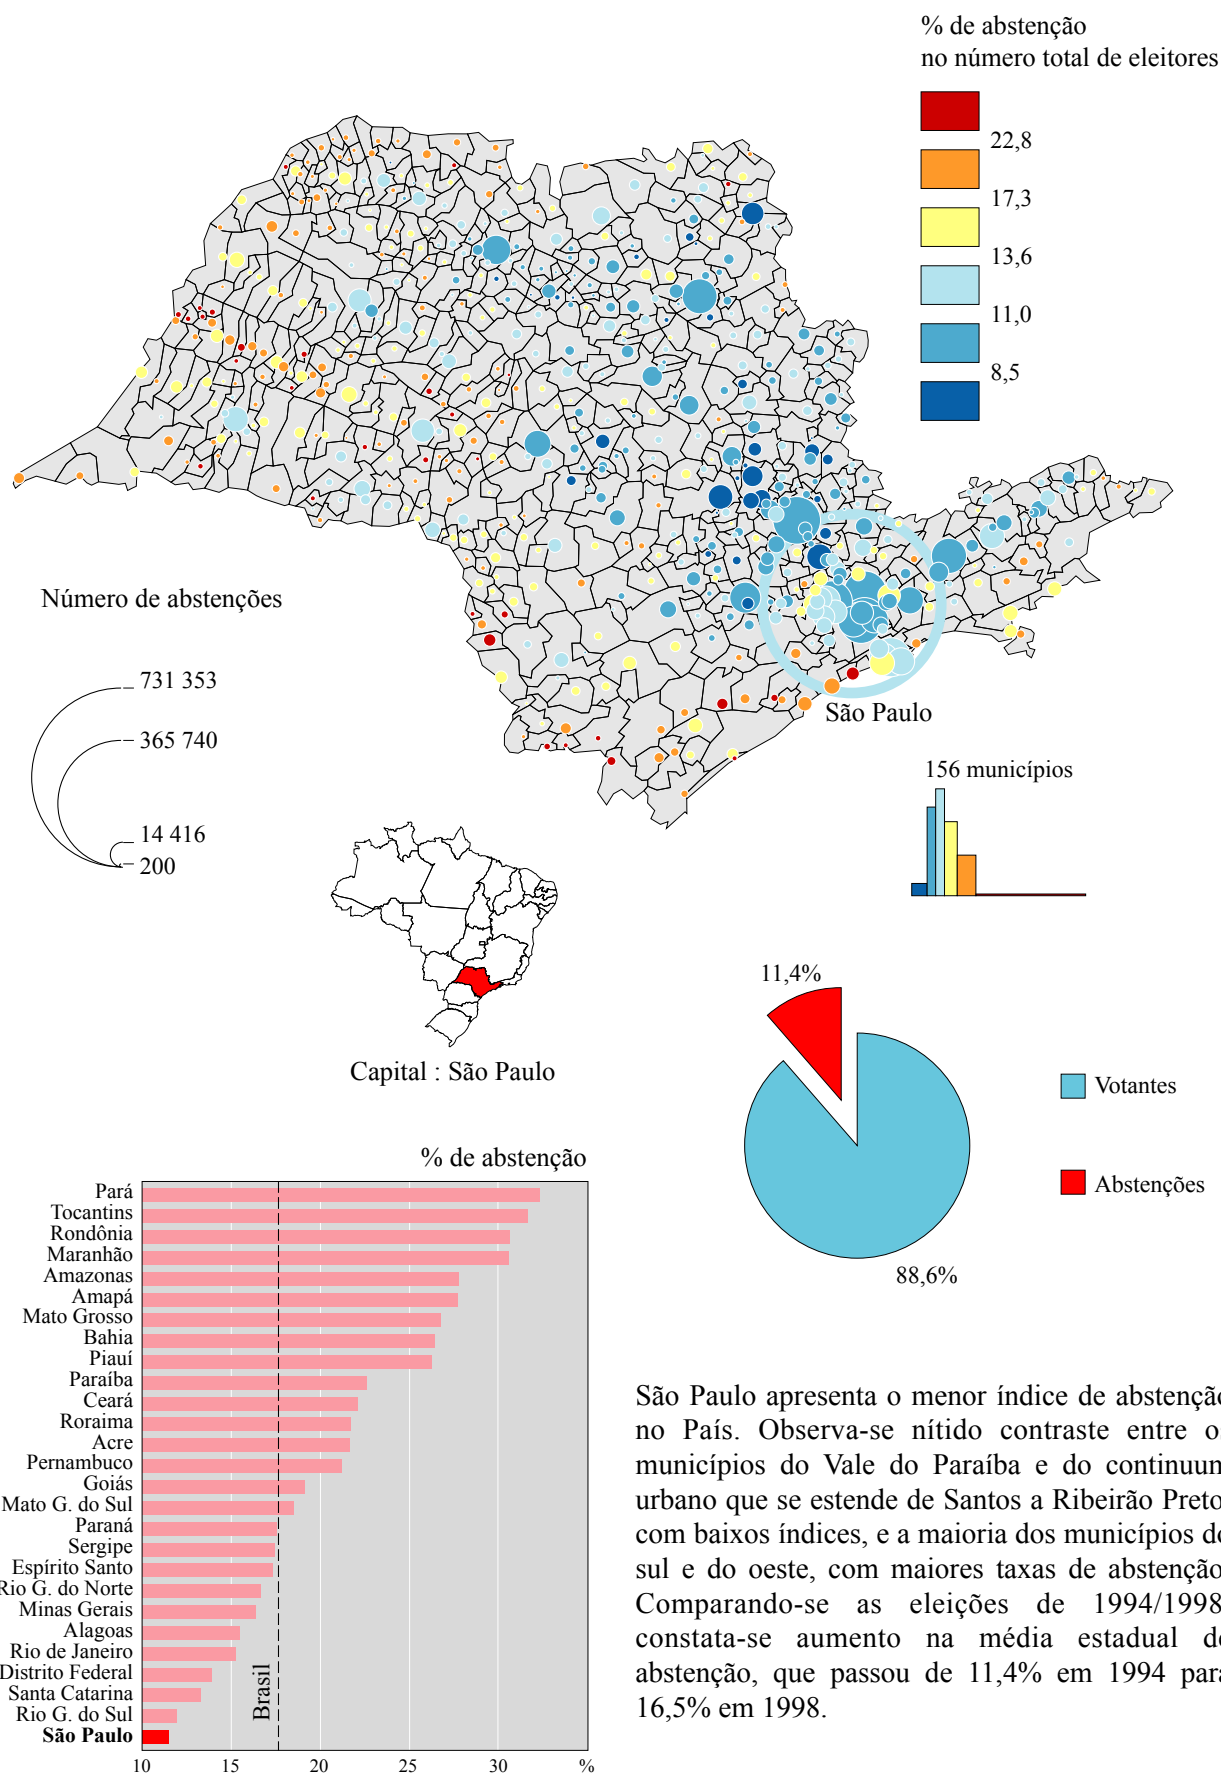 % de abstenção
no número total de eleitores
22,8
17,3
13,6
11,0
8,5
Número de abstenções
731 353
365 740
14 416
200
São Paulo
156 municípios
Capital : São Paulo
11,4%
88,6%
Votantes
Abstenções
% de abstenção
Pará
Tocantins
Rondônia
Maranhão
Amazonas
Amapá
Mato Grosso
Bahia
Piauí
Paraíba
Ceará
Roraima
Acre
Pernambuco
Goiás
Mato G. do Sul
Paraná
Sergipe
Espírito Santo
Rio G. do Norte
Minas Gerais
Alagoas
Rio de Janeiro
Distrito Federal
Santa Catarina
Rio G. do Sul
São Paulo
Brasil
10 15 20 25 30 %
São Paulo apresenta o menor índice de abstenção
no País. Observa-se nítido contraste entre o
municípios do Vale do Paraíba e do continuum
urbano que se estende de Santos a Ribeirão Preto
com baixos índices, e a maioria dos municípios do
sul e do oeste, com maiores taxas de abstenção
Comparando-se as eleições de 1994/1998
constata-se aumento na média estadual de
abstenção, que passou de 11,4% em 1994 para
16,5% em 1998.